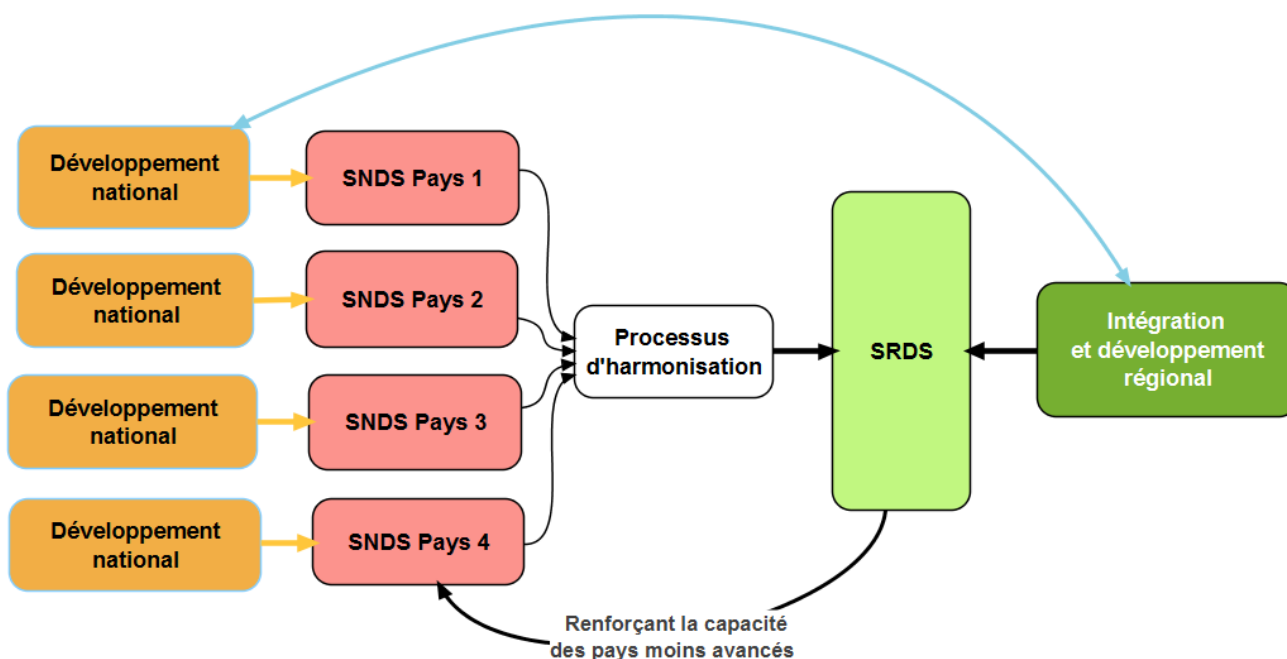 Développement
national
SNDS Pays 1
Développement
national
SNDS Pays 2
Développement
national
SNDS Pays 3
Développement
national
SNDS Pays 4
Processus
d'harmonisation
SRDS
Intégration
et développement
régional
Renforçant la capacité
des pays moins avancés